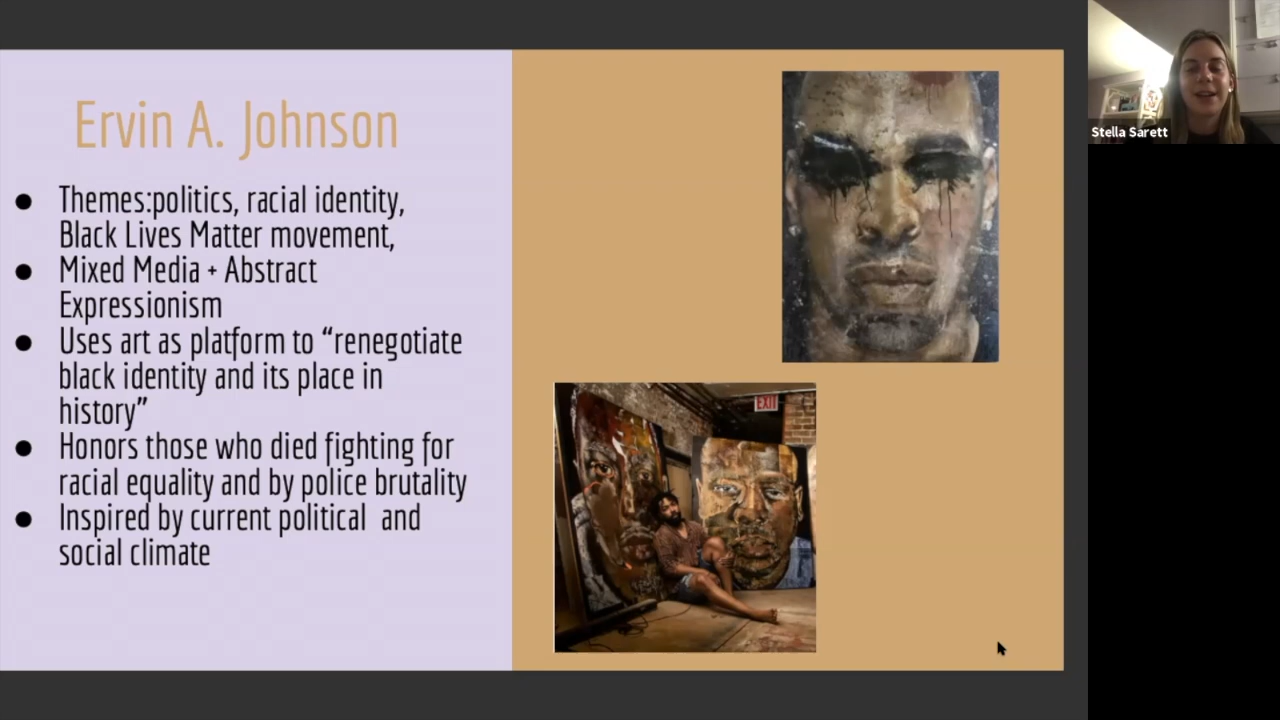 Ervin A. Johnson
● Themes:politics, racial identity,
Black Lives Matter movement,
● Mixed Media + Abstract
Expressionism
● Uses art as platform to “renegotiate
black identity and its place in
history”
● Honors those who died fighting for
racial equality and by police brutality
● Inspired by current political  and
social climate
EXIT
Stella Sarett